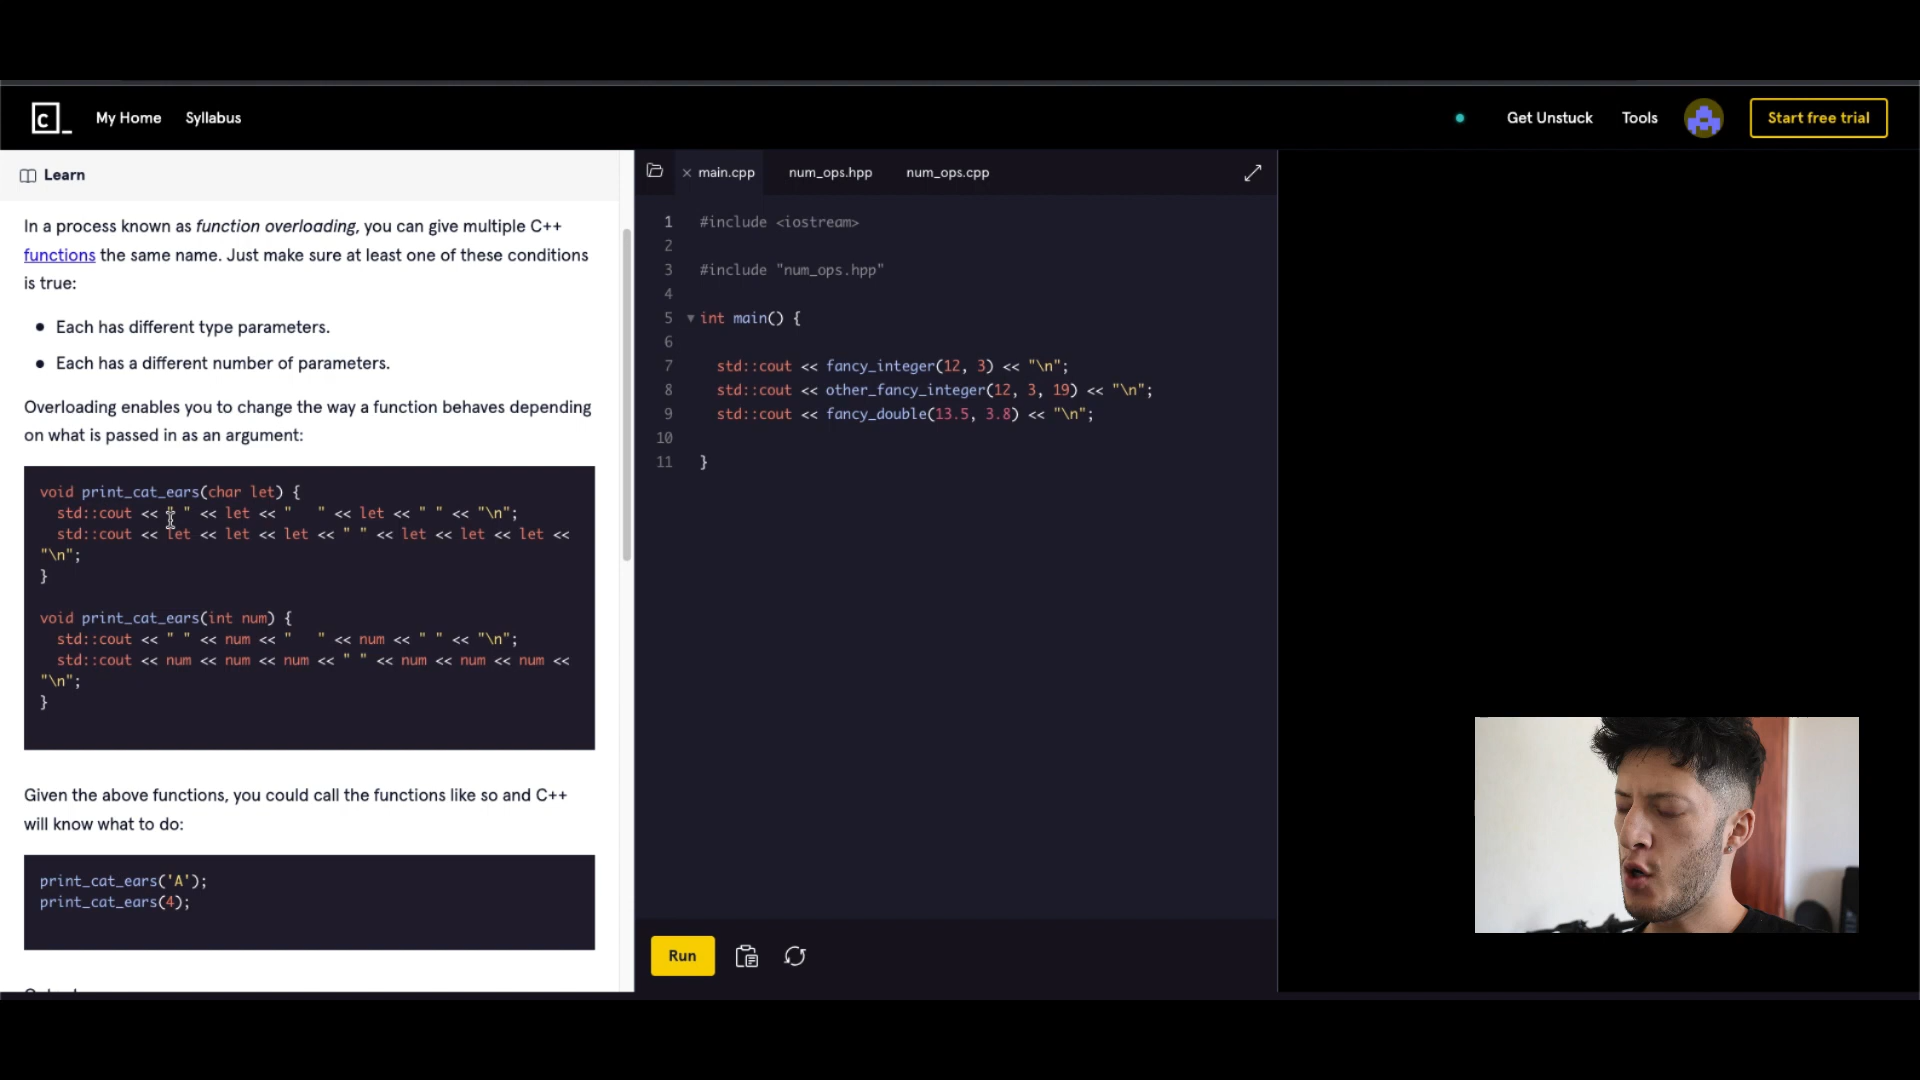 c_ My Home Syllabus Get Unstuck Tools Start free trial
Learn
In a process known as function overloading, you can give multiple C++
functions the same name. Just make sure at least one of these conditions
is true:
Each has different type parameters.
Each has a different number of parameters.
Overloading enables you to change the way a function behaves depending
on what is passed in as an argument:
void print_cat_ears(char let) {
  std::cout << " " << let << "   " << let << " " << "\n";
  std::cout << let << let << let << " " << let << let << let <<
"\n";
}
void print_cat_ears(int num) {
  std::cout << " " << num << "   " << num << " " << "\n";
  std::cout << num << num << num << " " << num << num << num <<
"\n";
}
Given the above functions, you could call the functions like so and C++
will know what to do:
print_cat_ears('A');
print_cat_ears(4);
main.cpp num_ops.hpp num_ops.cpp
1 #include <iostream>
2
3 #include "num_ops.hpp"
4
5 int main() {
6
7   std::cout << fancy_integer(12, 3) << "\n";
8   std::cout << other_fancy_integer(12, 3, 19) << "\n";
9   std::cout << fancy_double(13.5, 3.8) << "\n";
10
11 }
Run